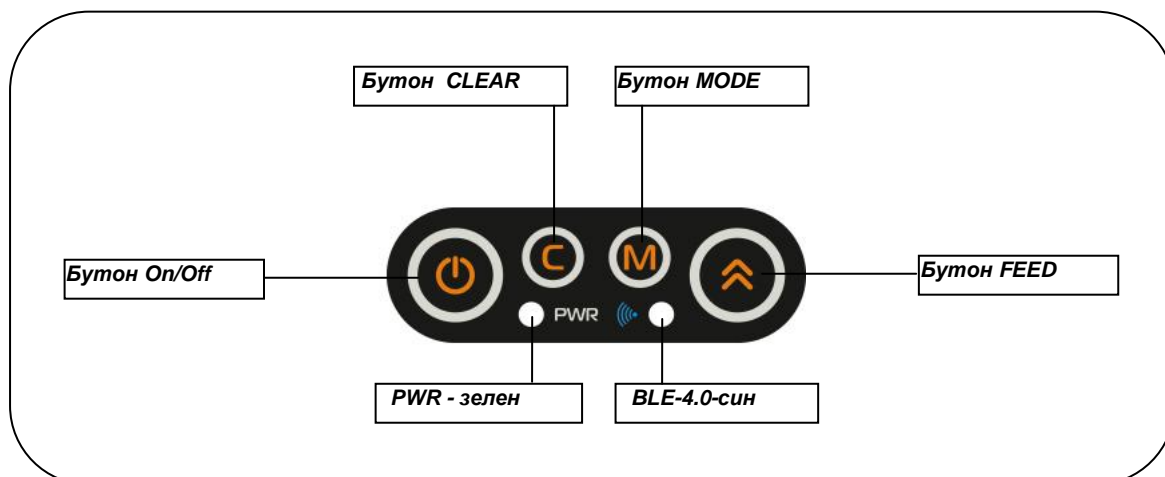 Бутон CLEAR
Бутон MODE
Бутон On/Off
C
M
Бутон FEED
PWR
PWR - зелен
BLE-4.0-син